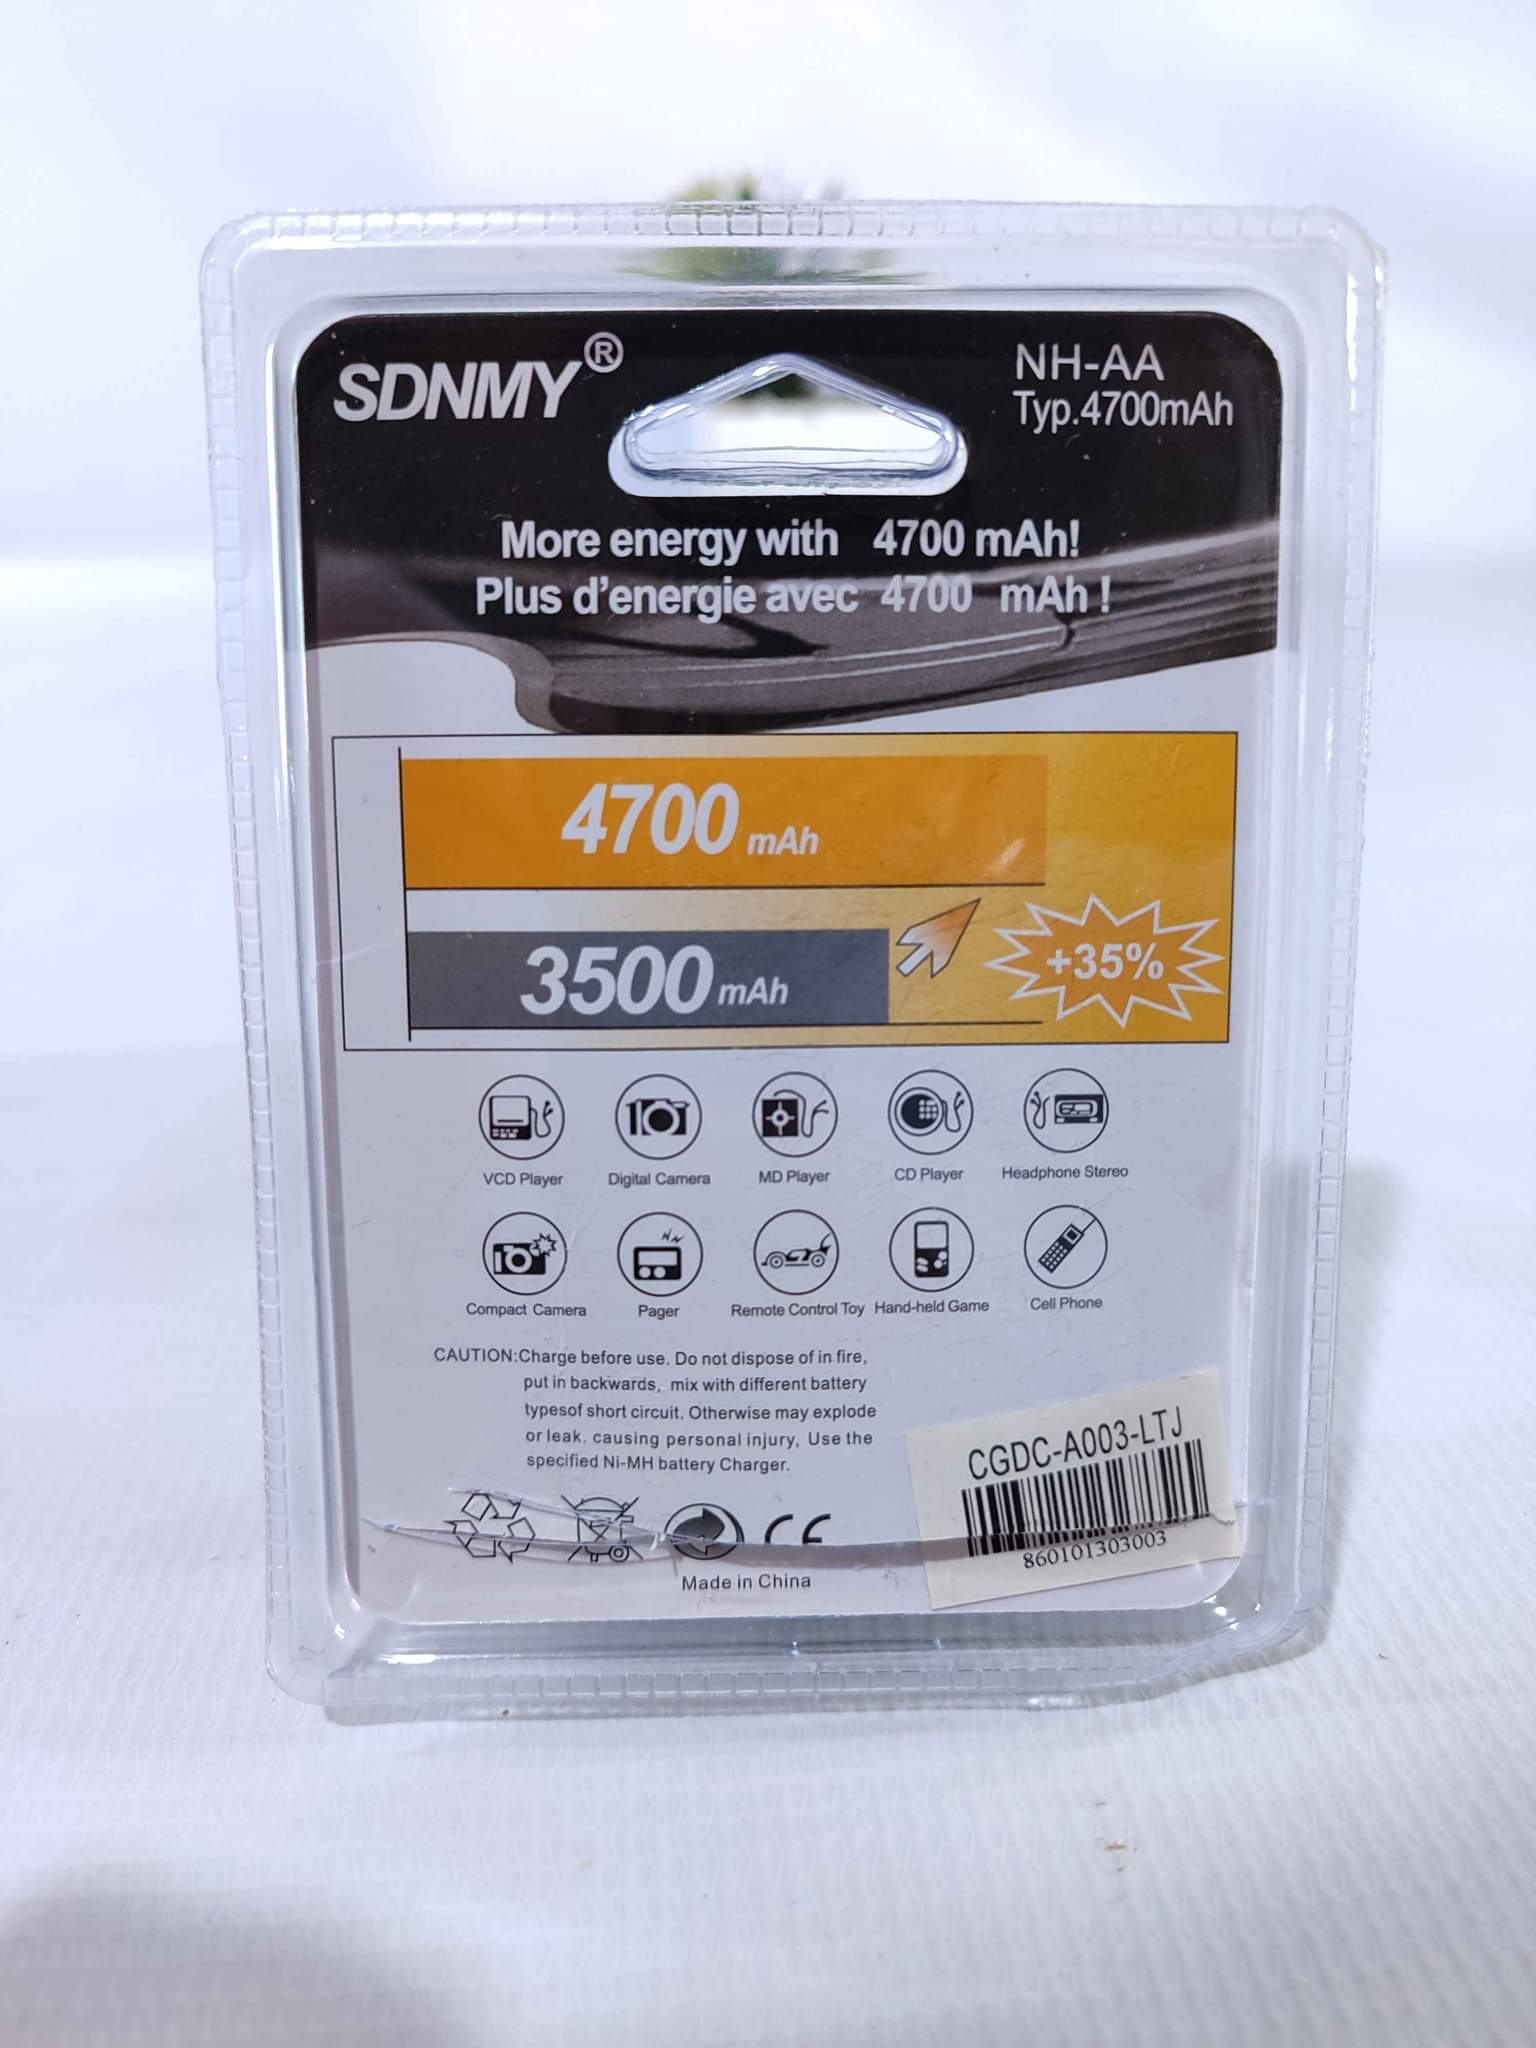 SDNMY®
NH-AA
Typ.4700mAh
More energy with 4700 mAh!
Plus d'energie avec 4700 mAh !
4700 mAh
3500 mAh
+35%
VCD Player
Digital Camera
MD Player
CD Player
Headphone Stereo
Compact Camera
Pager
Remote Control Toy
Hand-held Game
Cell Phone
CAUTION:Charge before use. Do not dispose of in fire,
put in backwards, mix with different battery
typesof short circuit. Otherwise may explode
or leak. causing personal injury, Use the
specified Ni-MH battery Charger.
CE
Made in China
CGDC-A003-LTJ
860101303003